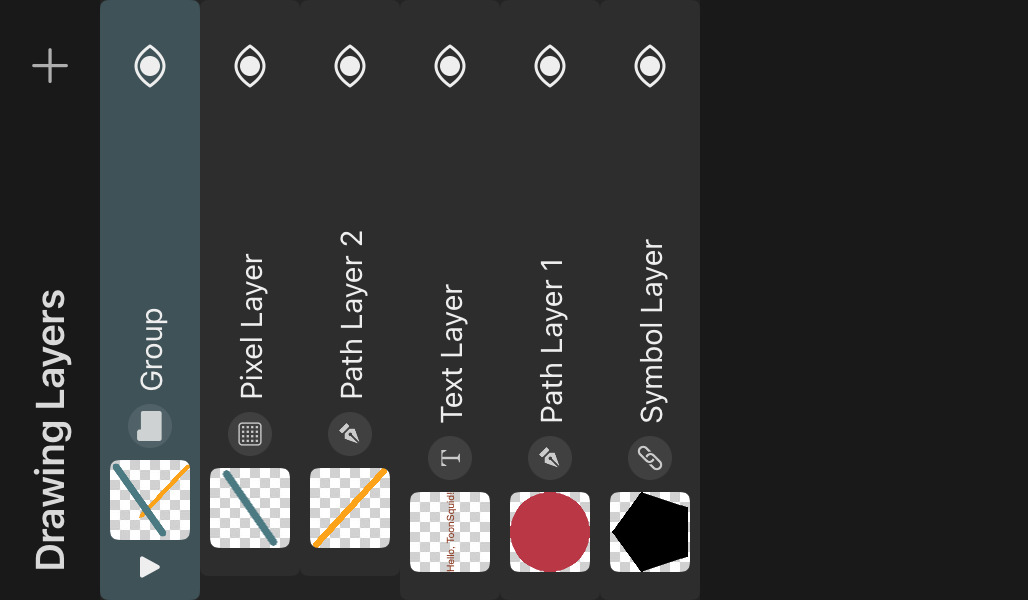 Drawing Layers
Group
Pixel Layer
Path Layer 2
Hello, ToonSquid!
T
Text Layer
Path Layer 1
Symbol Layer